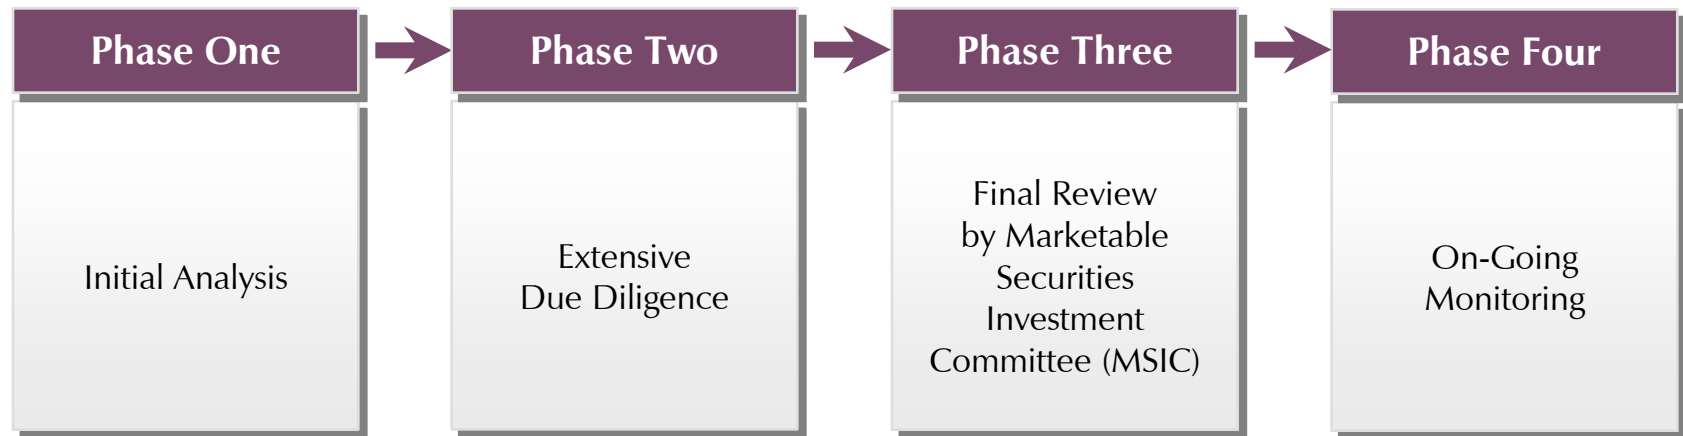 Phase One
Initial Analysis
Phase Two
Extensive
Due Diligence
Phase Three
Final Review
by Marketable
Securities
Investment
Committee (MSIC)
Phase Four
On-Going
Monitoring